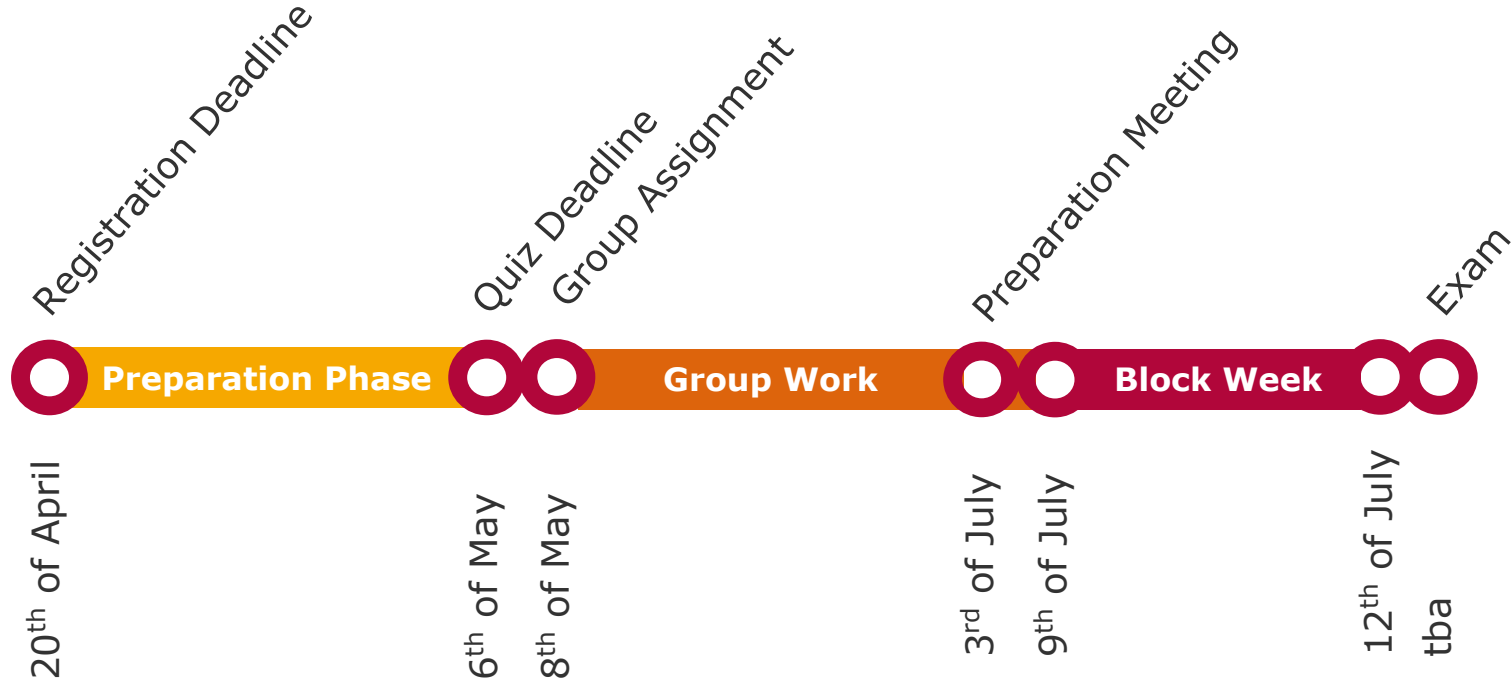 Registration Deadline
Quiz Deadline
Group Assignment
Preparation Meeting
Exam
Preparation Phase
Group Work
Block Week
20th of April
6th of May
8th of May
3rd of July
9th of July
12th of July
tba